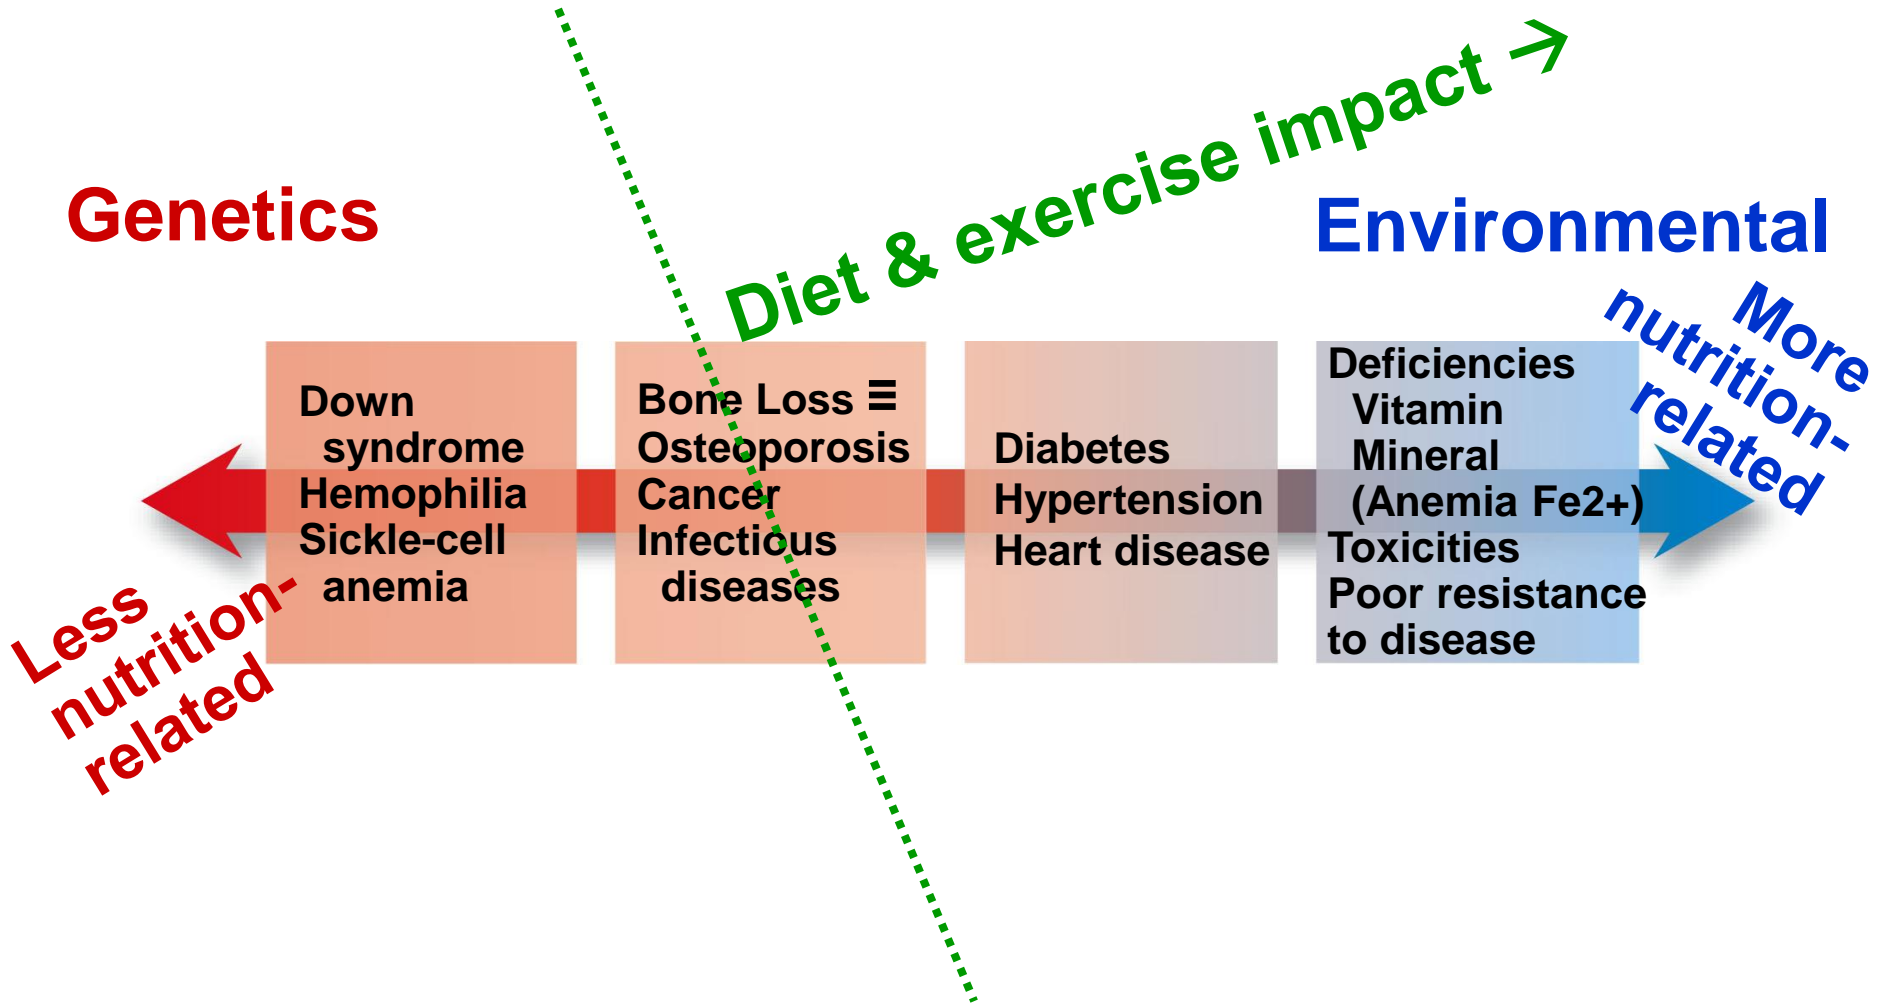 Diet & exercise impact →
Genetics
Environmental
Less
nutrition-
related
Down
syndrome
Hemophilia
Sickle-cell
anemia
Bone Loss ≡
Osteoporosis
Cancer
Infectious
diseases
Diabetes
Hypertension
Heart disease
Deficiencies
Vitamin
Mineral
(Anemia Fe2+)
Toxicities
Poor resistance
to disease
More
nutrition-
related